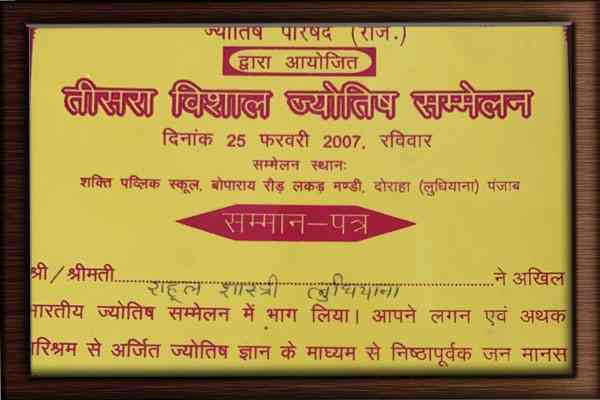 ज्योतिष परिषद (राज.)
द्वारा आयोजित
तीसरा विशाल ज्योतिष सम्मेलन
दिनांक 25 फरवरी 2007, रविवार
सम्मेलन स्थानः
शक्ति पब्लिक स्कूल, बोपाराय रौड़ लकड़ मण्डी, दोराहा (लुधियाना) पंजाब
सम्मान-पत्र
श्री/श्रीमती राहूल शास्त्री लुधियाना ने अखिल
भारतीय ज्योतिष सम्मेलन में भाग लिया। आपने लगन एवं अथक
परिश्रम से अर्जित ज्योतिष ज्ञान के माध्यम से निष्ठापूर्वक जन मानस